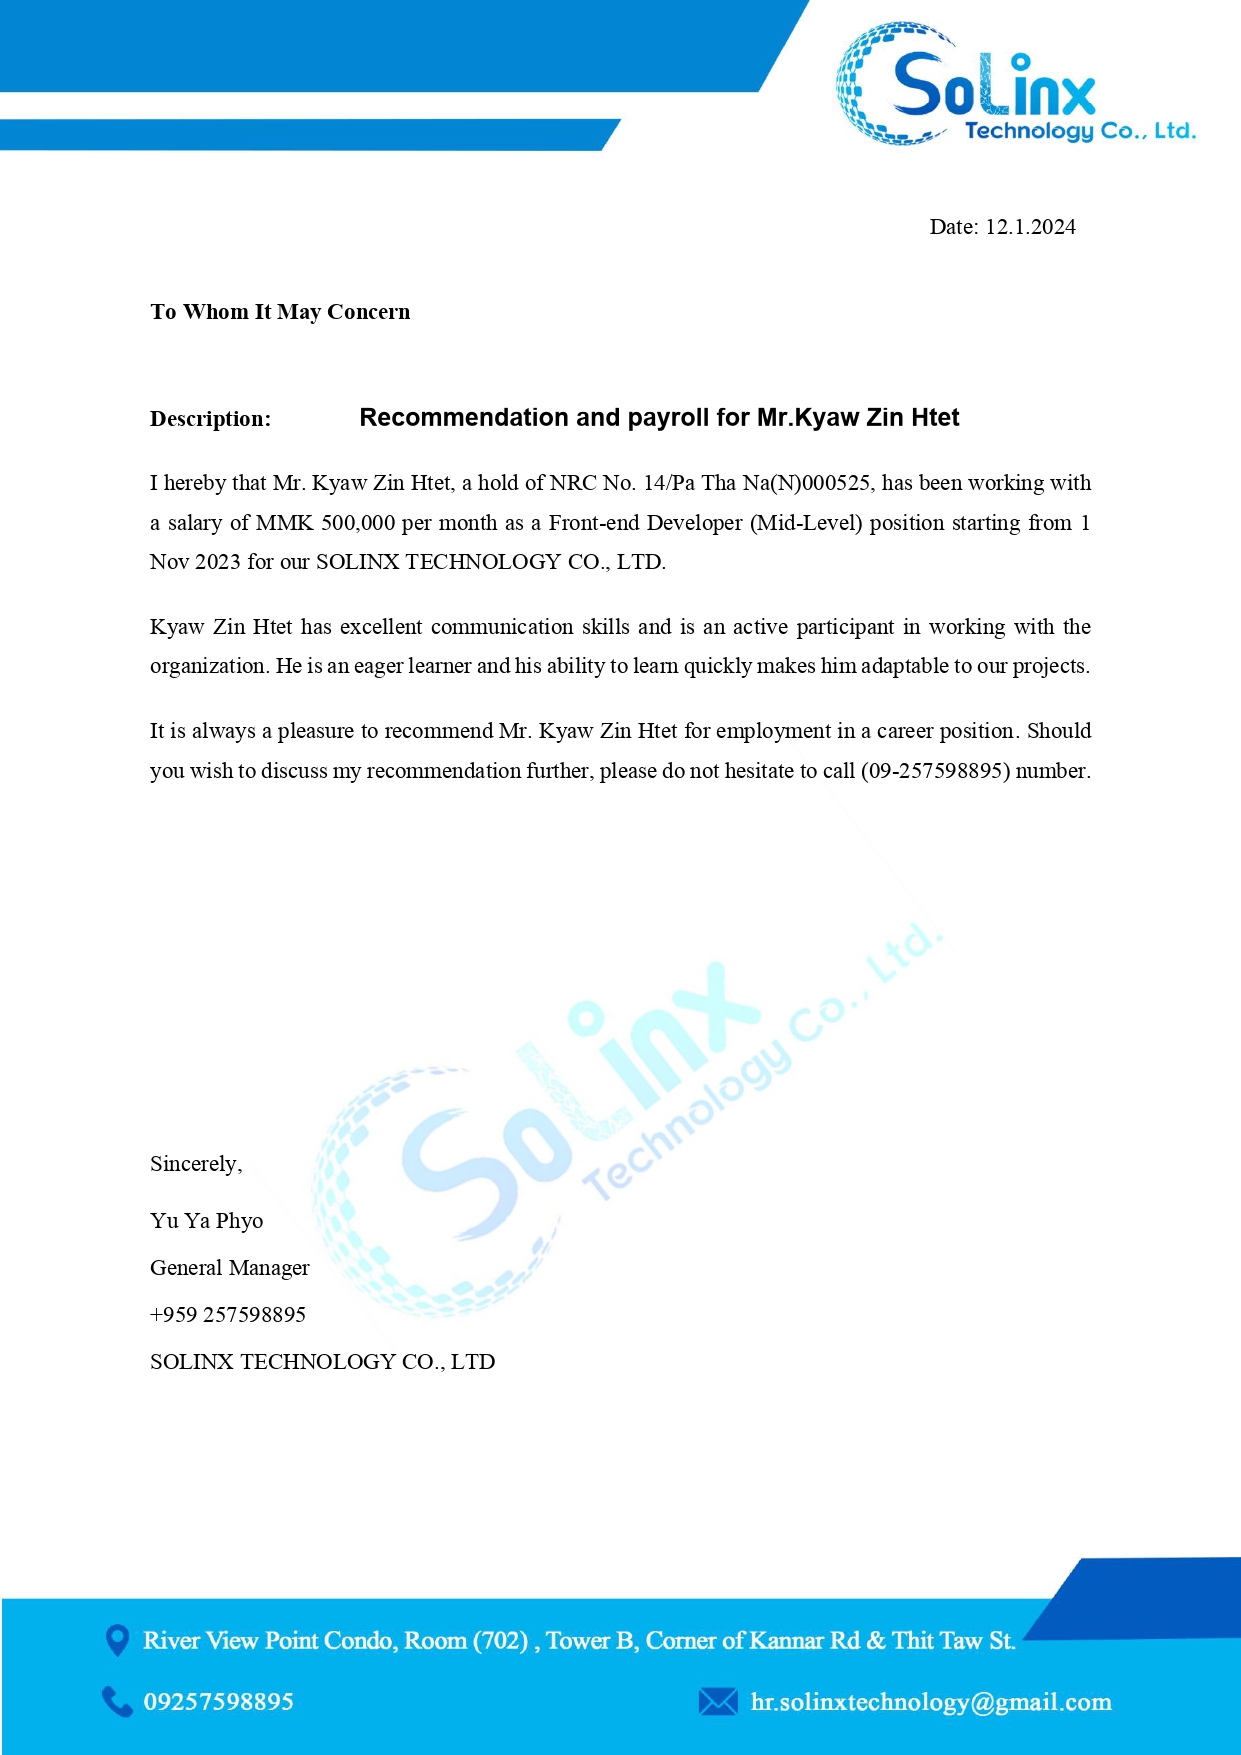 SoLinx
Technology Co., Ltd.
Date: 12.1.2024
To Whom It May Concern
Description: Recommendation and payroll for Mr.Kyaw Zin Htet
I hereby that Mr. Kyaw Zin Htet, a hold of NRC No. 14/Pa Tha Na(N)000525, has been working with
a salary of MMK 500,000 per month as a Front-end Developer (Mid-Level) position starting from 1
Nov 2023 for our SOLINX TECHNOLOGY CO., LTD.
Kyaw Zin Htet has excellent communication skills and is an active participant in working with the
organization. He is an eager learner and his ability to learn quickly makes him adaptable to our projects.
It is always a pleasure to recommend Mr. Kyaw Zin Htet for employment in a career position. Should
you wish to discuss my recommendation further, please do not hesitate to call (09-257598895) number.
SoLinx
Technology Co., Ltd.
Sincerely,
Yu Ya Phyo
General Manager
+959 257598895
SOLINX TECHNOLOGY CO., LTD
River View Point Condo, Room (702) , Tower B, Corner of Kannar Rd & Thit Taw St.
09257598895 hr.solinxtechnology@gmail.com